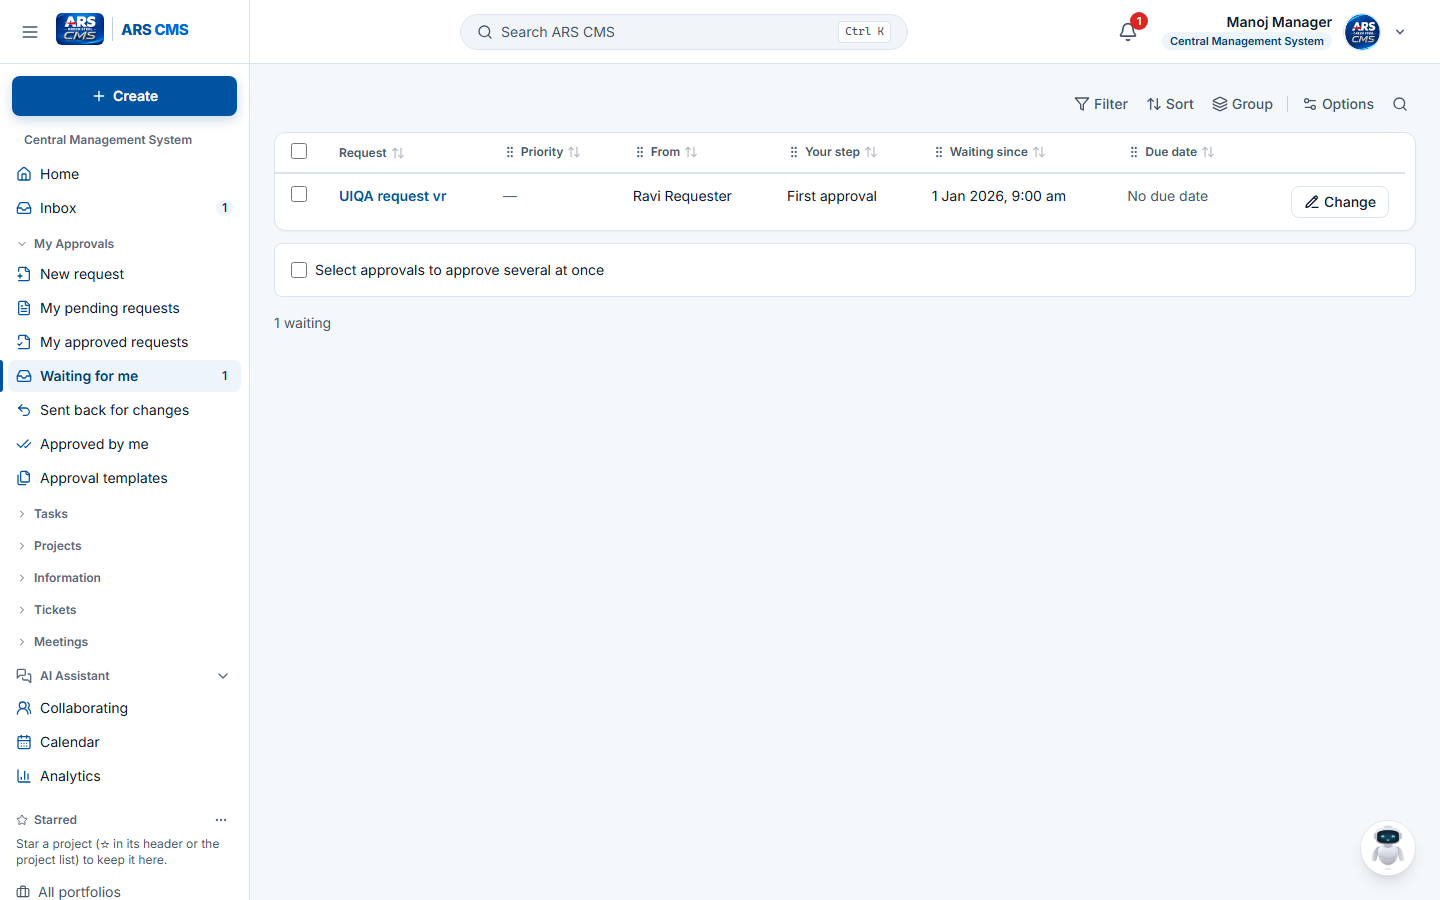 ARS
GREEN STEEL
CMS
ARS CMS
Search ARS CMS
Ctrl K
1
Manoj Manager
Central Management System
Create
Central Management System
Home
Inbox 1
My Approvals
New request
My pending requests
My approved requests
Waiting for me 1
Sent back for changes
Approved by me
Approval templates
Tasks
Projects
Information
Tickets
Meetings
AI Assistant
Collaborating
Calendar
Analytics
Starred
Star a project (☆ in its header or the
project list) to keep it here.
All portfolios
Filter Sort Group Options
Request Priority From Your step Waiting since Due date
UIQA request vr — Ravi Requester First approval 1 Jan 2026, 9:00 am No due date Change
Select approvals to approve several at once
1 waiting